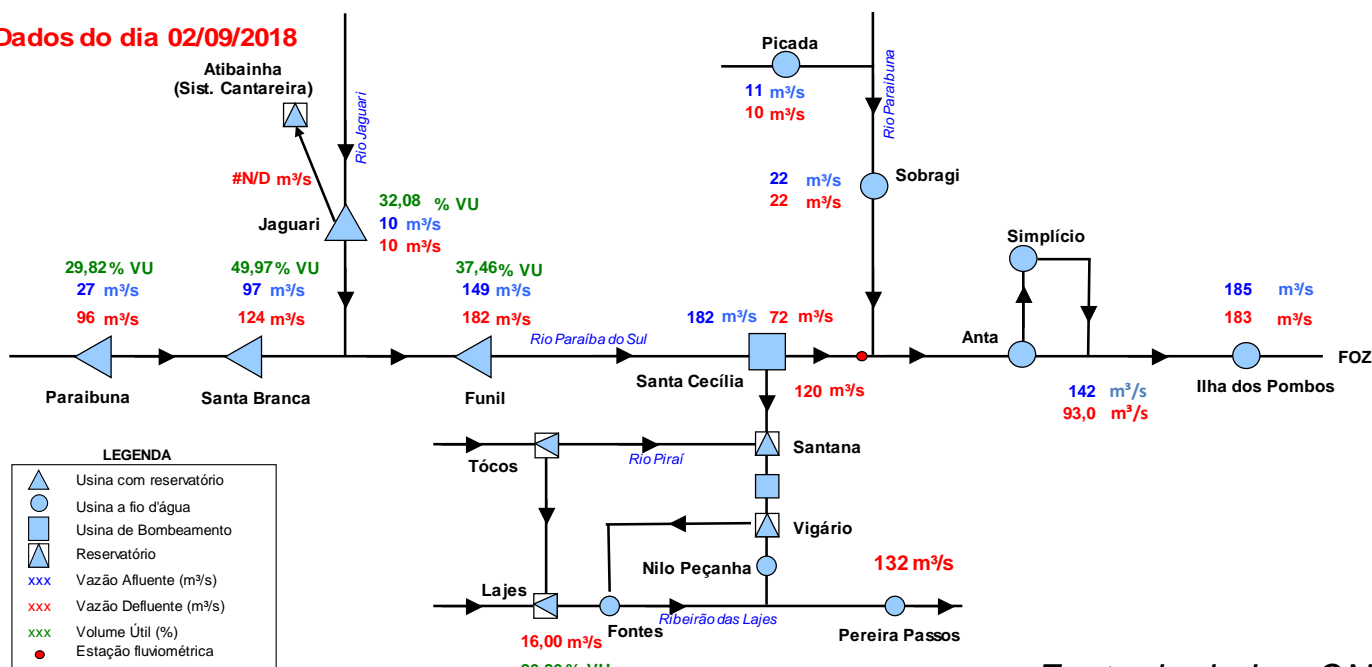 Dados do dia 02/09/2018
Atibainha
(Sist. Cantareira)
Rio Jaguari
#N/D m³/s
Jaguari
32,08 % VU
10 m³/s
10 m³/s
Picada
11 m³/s
10 m³/s
Rio Paraibuna
22 m³/s
22 m³/s
Sobragi
Simplício
29,82% VU
27 m³/s
96 m³/s
Paraibuna
49,97% VU
97 m³/s
124 m³/s
Santa Branca
37,46% VU
149 m³/s
182 m³/s
Funil
Rio Paraíba do Sul
182 m³/s 72 m³/s
Santa Cecília
120 m³/s
Anta
142 m³/s
93,0 m³/s
185 m³/s
183 m³/s
Ilha dos Pombos
FOZ
Tócos
Rio Piraí
Santana
Vigário
Nilo Peçanha
132 m³/s
Lajes
Fontes
Ribeirão das Lajes
Pereira Passos
16,00 m³/s
LEGENDA
Usina com reservatório
Usina a fio d'água
Usina de Bombeamento
Reservatório
xxx Vazão Afluente (m³/s)
xxx Vazão Defluente (m³/s)
xxx Volume Útil (%)
Estação fluviométrica